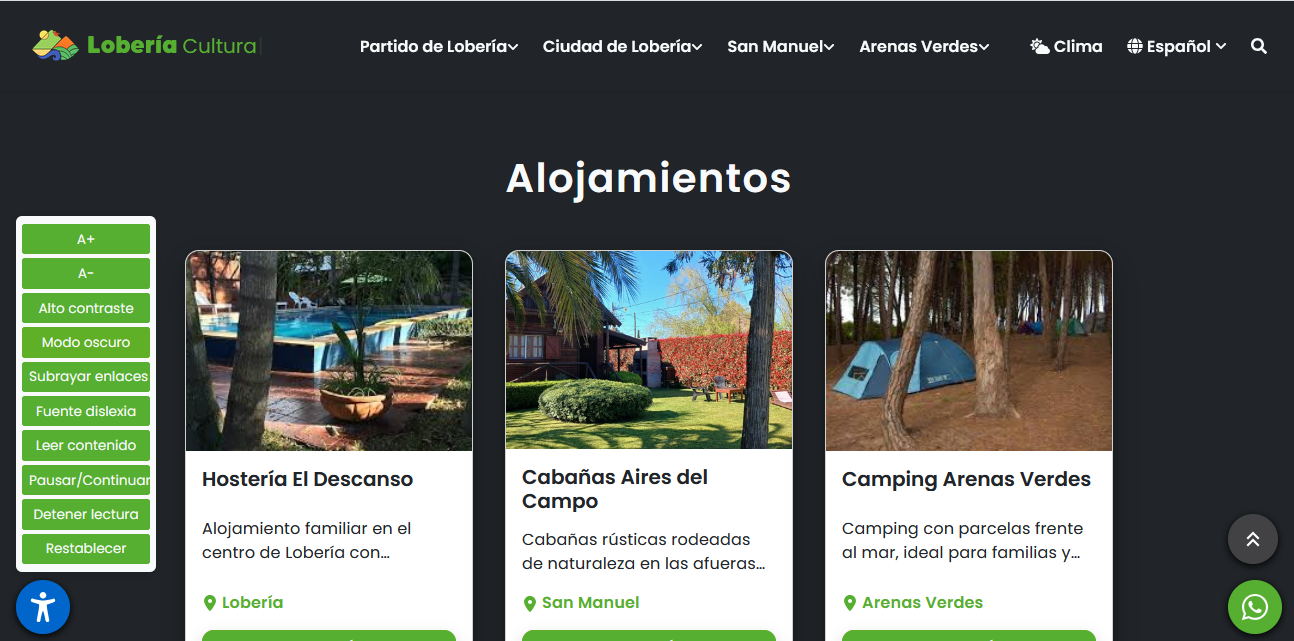 Lobería Cultura
Partido de Lobería
Ciudad de Lobería
San Manuel
Arenas Verdes
Clima
Español
Alojamientos
A+
A-
Alto contraste
Modo oscuro
Subrayar enlaces
Fuente dislexia
Leer contenido
Pausar/Continuar
Detener lectura
Restablecer
Hostería El Descanso
Alojamiento familiar en el
centro de Lobería con...
Lobería
Cabañas Aires del
Campo
Cabañas rústicas rodeadas
de naturaleza en las afueras...
San Manuel
Camping Arenas Verdes
Camping con parcelas frente
al mar, ideal para familias y...
Arenas Verdes